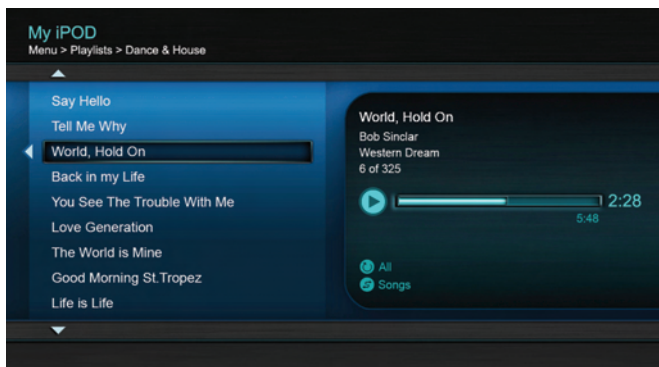 My iPOD
Menu > Playlists > Dance & House
Say Hello
Tell Me Why
World, Hold On
Back in my Life
You See The Trouble With Me
Love Generation
The World is Mine
Good Morning St.Tropez
Life is Life
World, Hold On
Bob Sinclar
Western Dream
6 of 325
2:28
5:48
All
Songs